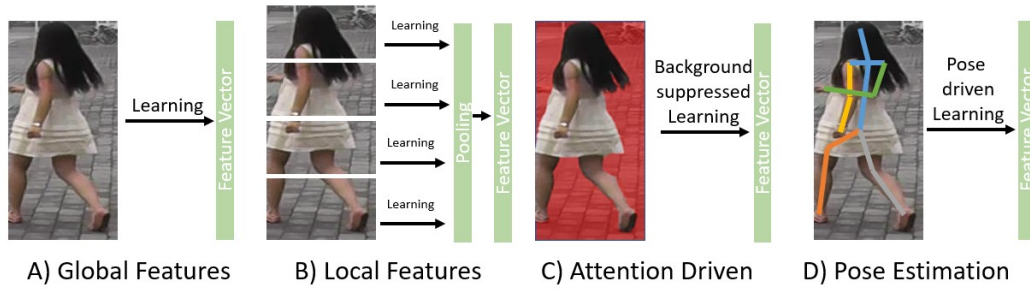 Learning
Feature Vector
A) Global Features
Learning
Learning
Learning
Learning
Pooling
Feature Vector
B) Local Features
Background
suppressed
Learning
Feature Vector
C) Attention Driven
Pose
driven
Learning
Feature Vector
D) Pose Estimation